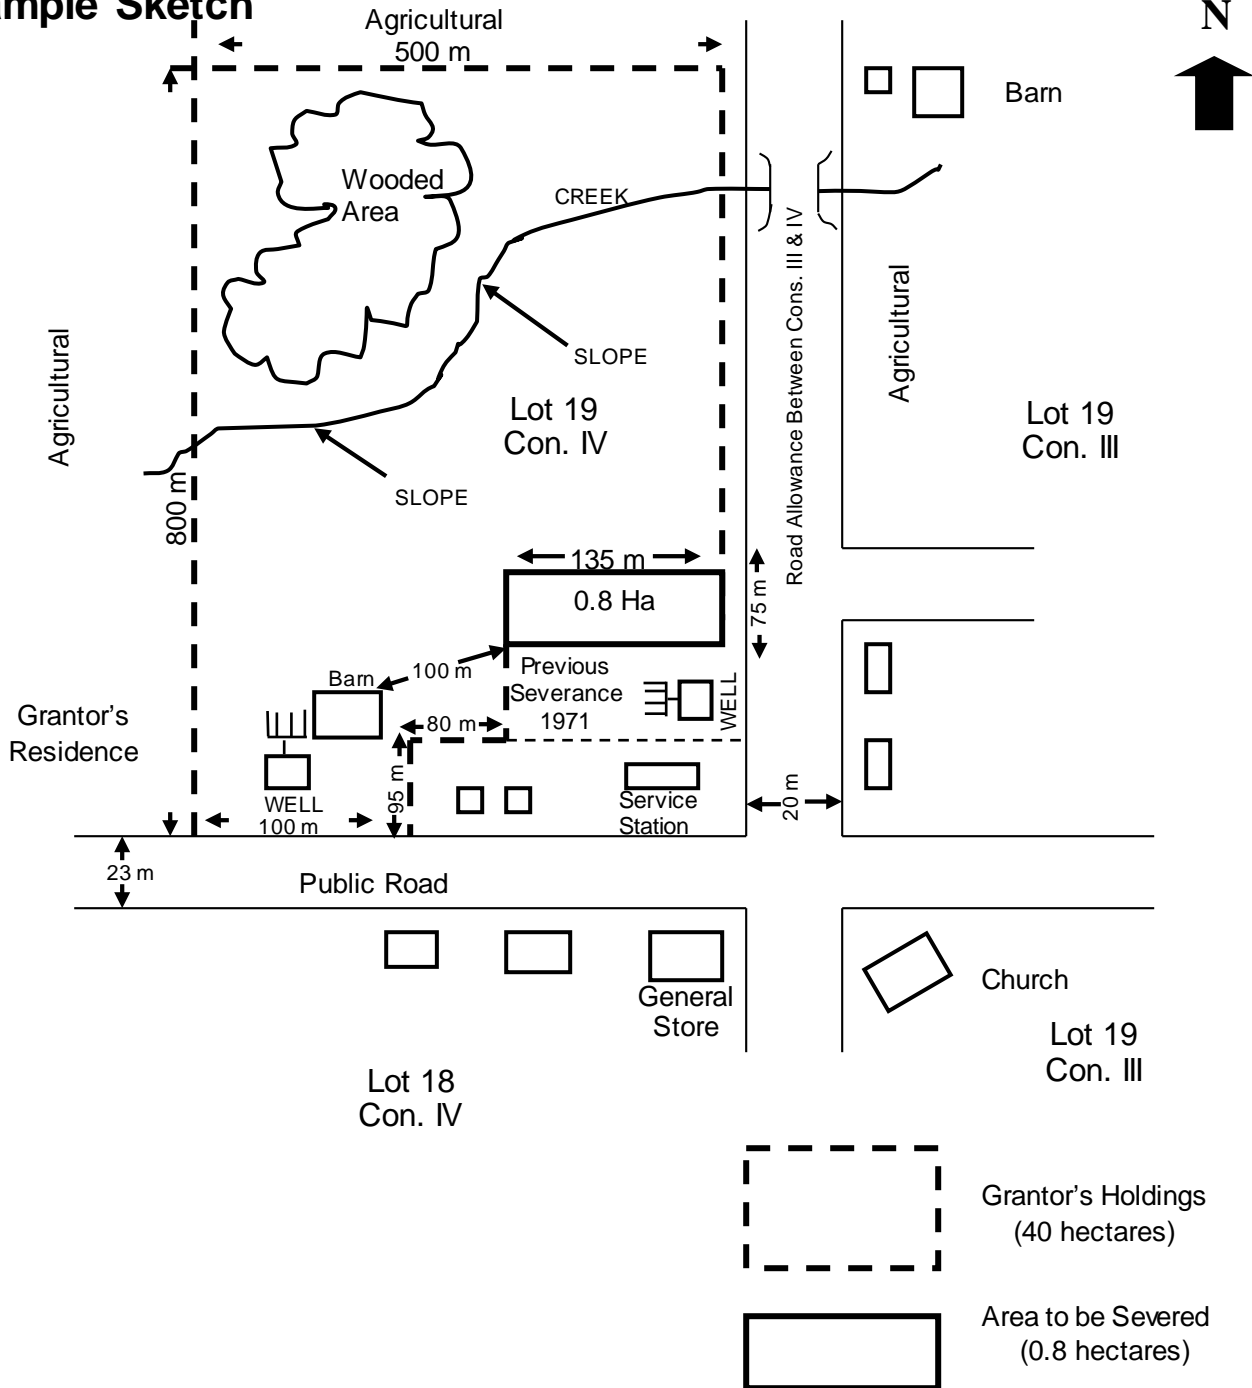 ample Sketch
N
Agricultural
500 m
Barn
Wooded
Area
CREEK
Road Allowance Between Cons. III & IV
Agricultural
SLOPE
Agricultural
Lot 19
Con. IV
Lot 19
Con. III
SLOPE
800 m
135 m
0.8 Ha
75 m
100 m
Previous
Severance
1971
Barn
WELL
Grantor's
Residence
80 m
95 m
Service
Station
20 m
WELL
100 m
23 m
Public Road
General
Store
Church
Lot 19
Con. III
Lot 18
Con. IV
Grantor's Holdings
(40 hectares)
Area to be Severed
(0.8 hectares)